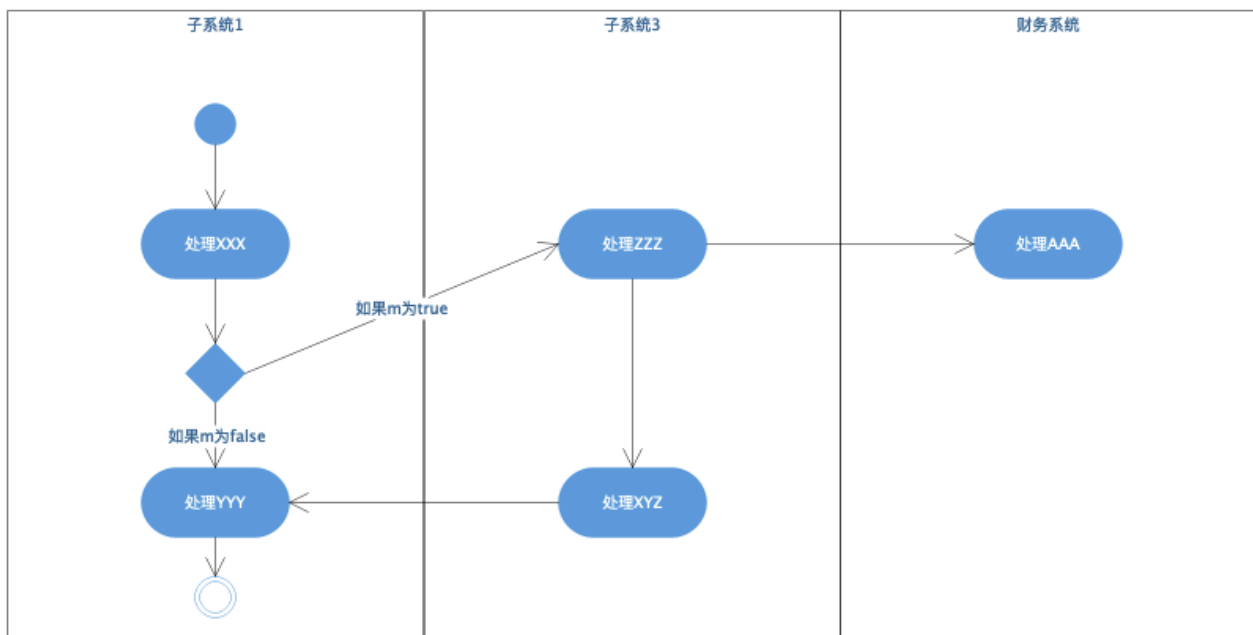 子系统1
子系统3
财务系统
处理XXX
处理ZZZ
处理AAA
如果m为true
如果m为false
处理YYY
处理XYZ